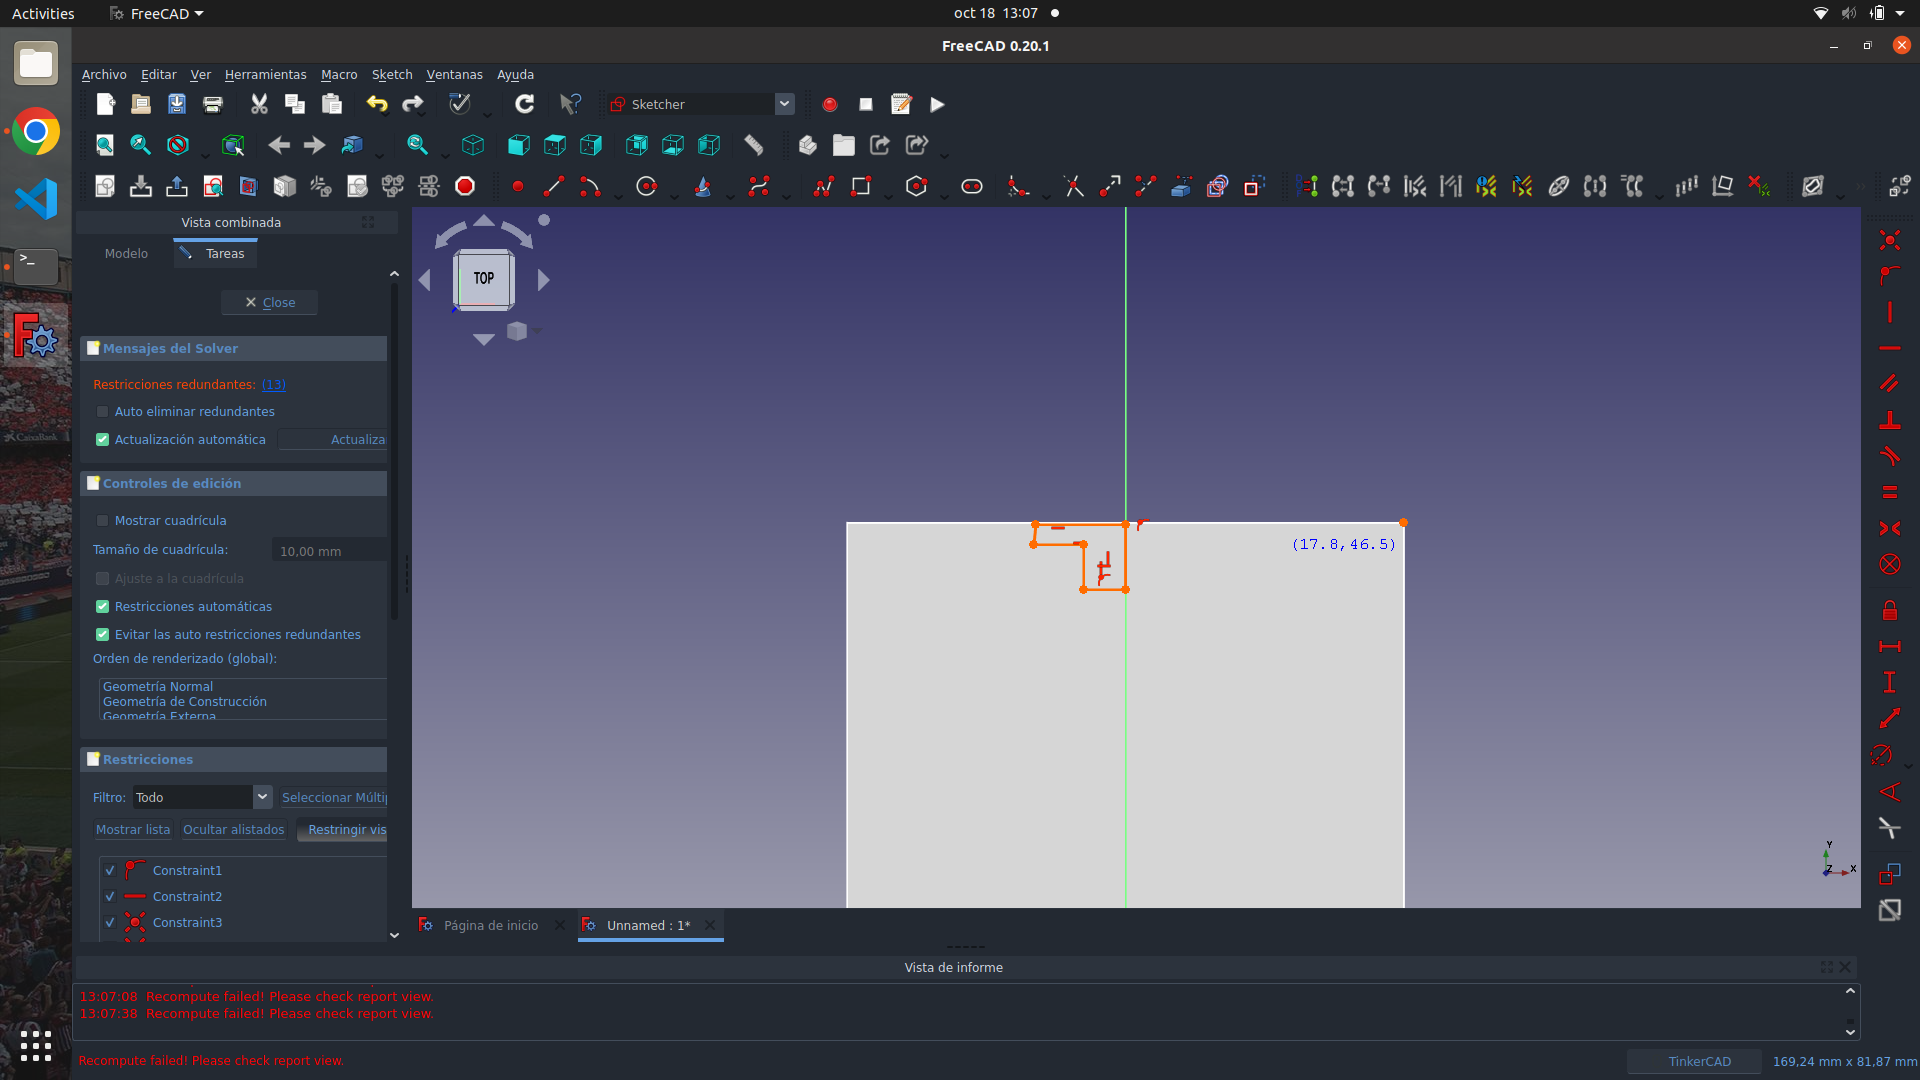 Activities
FreeCAD
oct 18 13:07
FreeCAD 0.20.1
Archivo Editar Ver Herramientas Macro Sketch Ventanas Ayuda
Sketcher
Vista combinada
Modelo Tareas
Close
Mensajes del Solver
Restricciones redundantes: (13)
Auto eliminar redundantes
Actualización automática
Actualiza
Controles de edición
Mostrar cuadrícula
Tamaño de cuadrícula: 10,00 mm
Ajuste a la cuadrícula
Restricciones automáticas
Evitar las auto restricciones redundantes
Orden de renderizado (global):
Geometría Normal
Geometría de Construcción
Geometría Externa
Restricciones
Filtro: Todo Seleccionar Múltip
Mostrar lista Ocultar alistados Restringir vis
Constraint1
Constraint2
Constraint3
TOP
(17.8,46.5)
Y
Z X
CaixaBank
Página de inicio
Unnamed : 1*
Vista de informe
13:07:08 Recompute failed! Please check report view.
13:07:38 Recompute failed! Please check report view.
Recompute failed! Please check report view.
TinkerCAD
169,24 mm x 81,87 mm